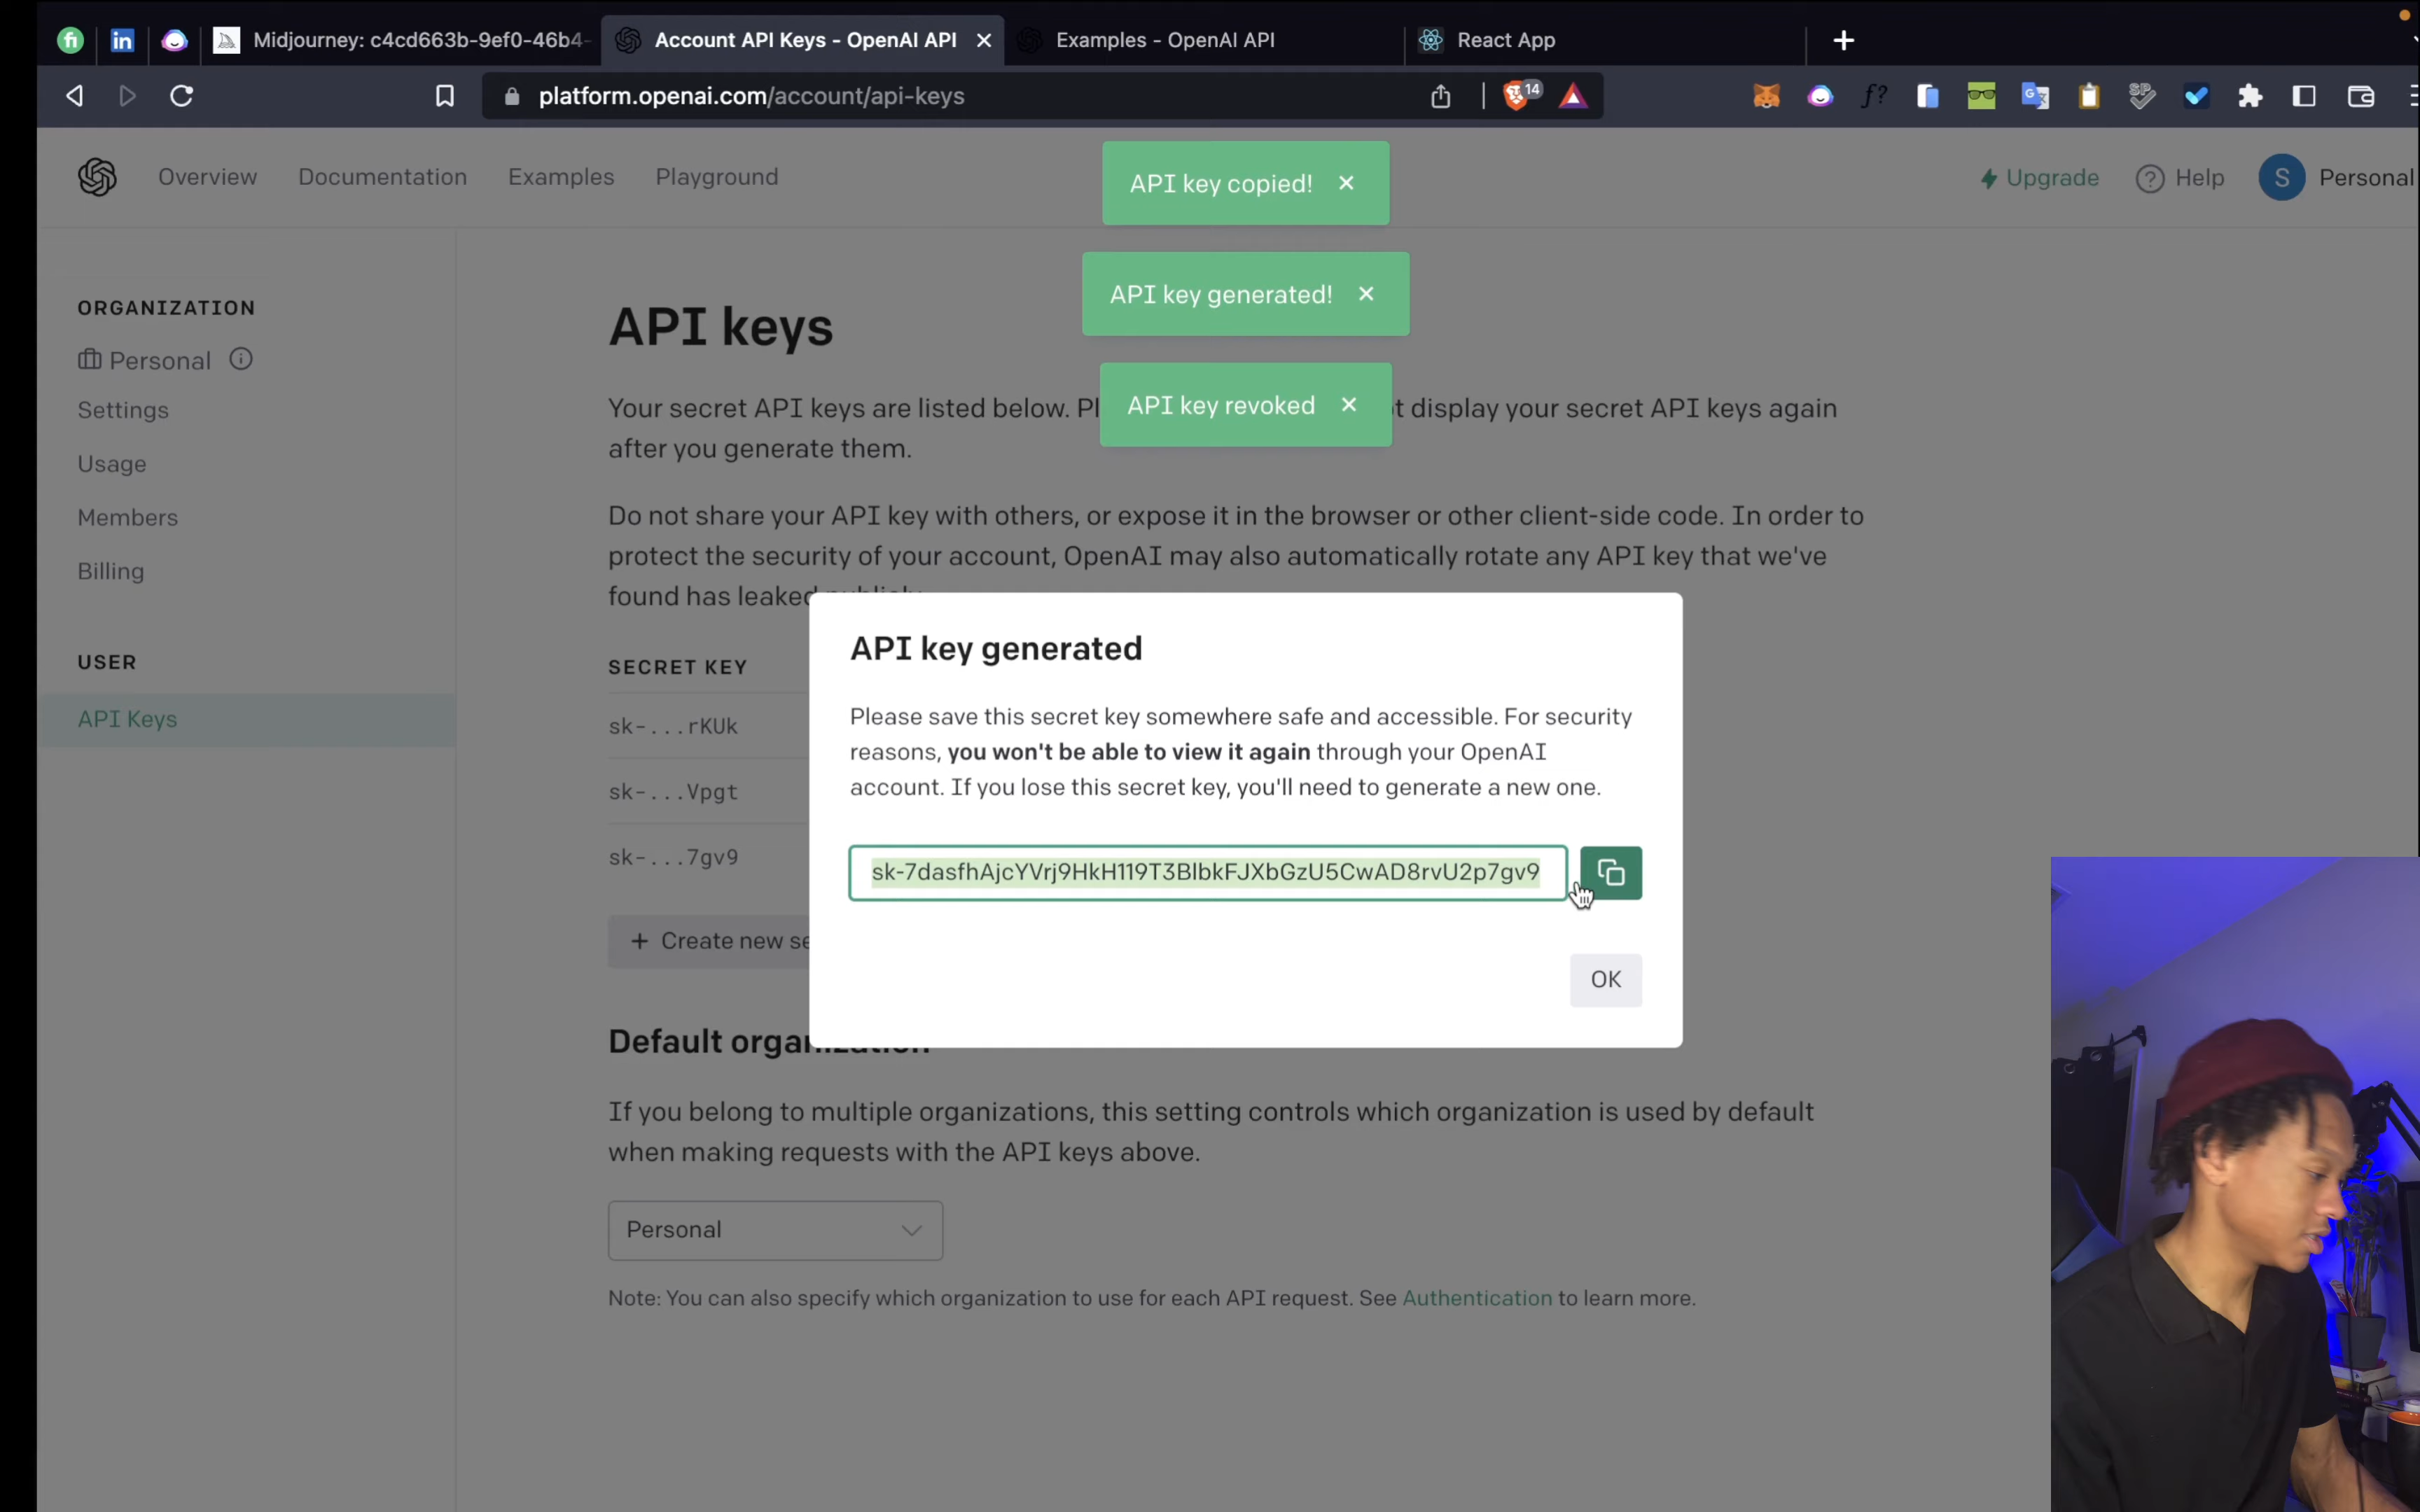 Midjourney: c4cd663b-9ef0-46b4-
Account API Keys - OpenAI API
Examples - OpenAI API
React App
platform.openai.com/account/api-keys
14
Overview
Documentation
Examples
Playground
Upgrade
Help
S
Personal
API key copied!
API key generated!
API key revoked
ORGANIZATION
Personal
Settings
Usage
Members
Billing
USER
API Keys
API keys
Your secret API keys are listed below. display your secret API keys again
after you generate them.
Do not share your API key with others, or expose it in the browser or other client-side code. In order to
protect the security of your account, OpenAI may also automatically rotate any API key that we've
found has leaked
SECRET KEY
sk-...rKUk
sk-...Vpgt
sk-...7gv9
+ Create new
API key generated
Please save this secret key somewhere safe and accessible. For security
reasons, you won't be able to view it again through your OpenAI
account. If you lose this secret key, you'll need to generate a new one.
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
OK
Default organization
If you belong to multiple organizations, this setting controls which organization is used by default
when making requests with the API keys above.
Personal
Note: You can also specify which organization to use for each API request. See Authentication to learn more.